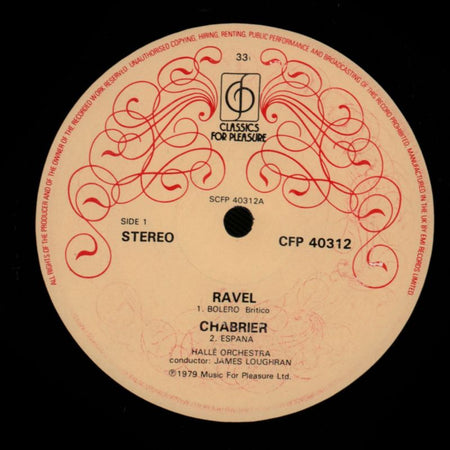 ALL RIGHTS OF THE PRODUCER AND OF THE OWNER OF THE RECORDED WORK RESERVED. UNAUTHORISED COPYING, HIRING, RENTING, PUBLIC PERFORMANCE AND BROADCASTING OF THIS RECORD PROHIBITED. MANUFACTURED IN THE UK BY EMI RECORDS LIMITED
33
CLASSICS
FOR PLEASURE
SCFP 40312A
SIDE 1
STEREO
CFP 40312
RAVEL
1. BOLERO Britico
CHABRIER
2. ESPANA
HALLÉ ORCHESTRA
conductor: JAMES LOUGHRAN
℗1979 Music For Pleasure Ltd.